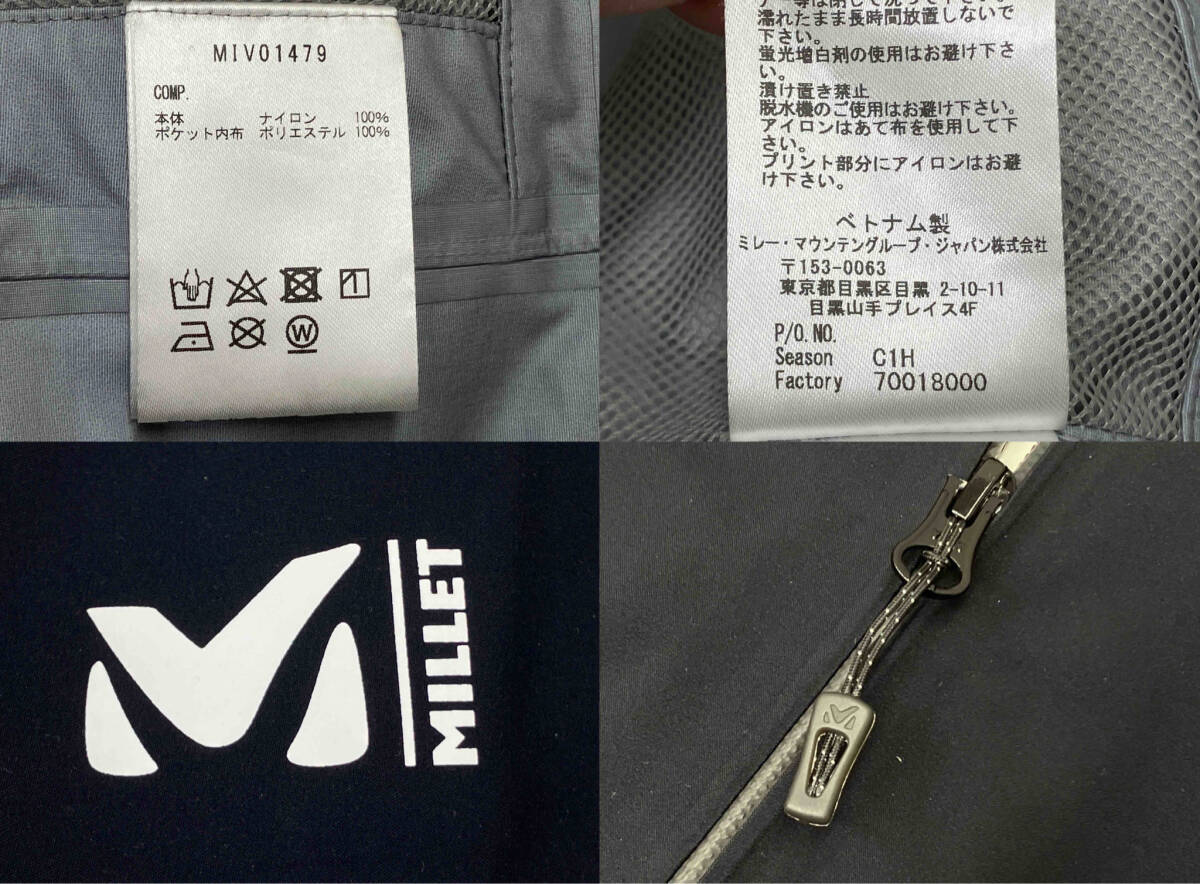 MIV01479
COMP.
本体 ナイロン 100%
ポケット内布 ポリエステル 100%
W
濡れたまま長時間放置しないで
下さい。
蛍光増白剤の使用はお避け下さ
い。
漬け置き禁止
脱水機のご使用はお避け下さい。
アイロンはあて布を使用して下
さい。
プリント部分にアイロンはお避
け下さい。
ベトナム製
ミレー・マウンテングループ・ジャパン株式会社
〒153-0063
東京都目黒区目黒 2-10-11
目黒山手プレイス4F
P/O.NO.
Season C1H
Factory 70018000
MILLET